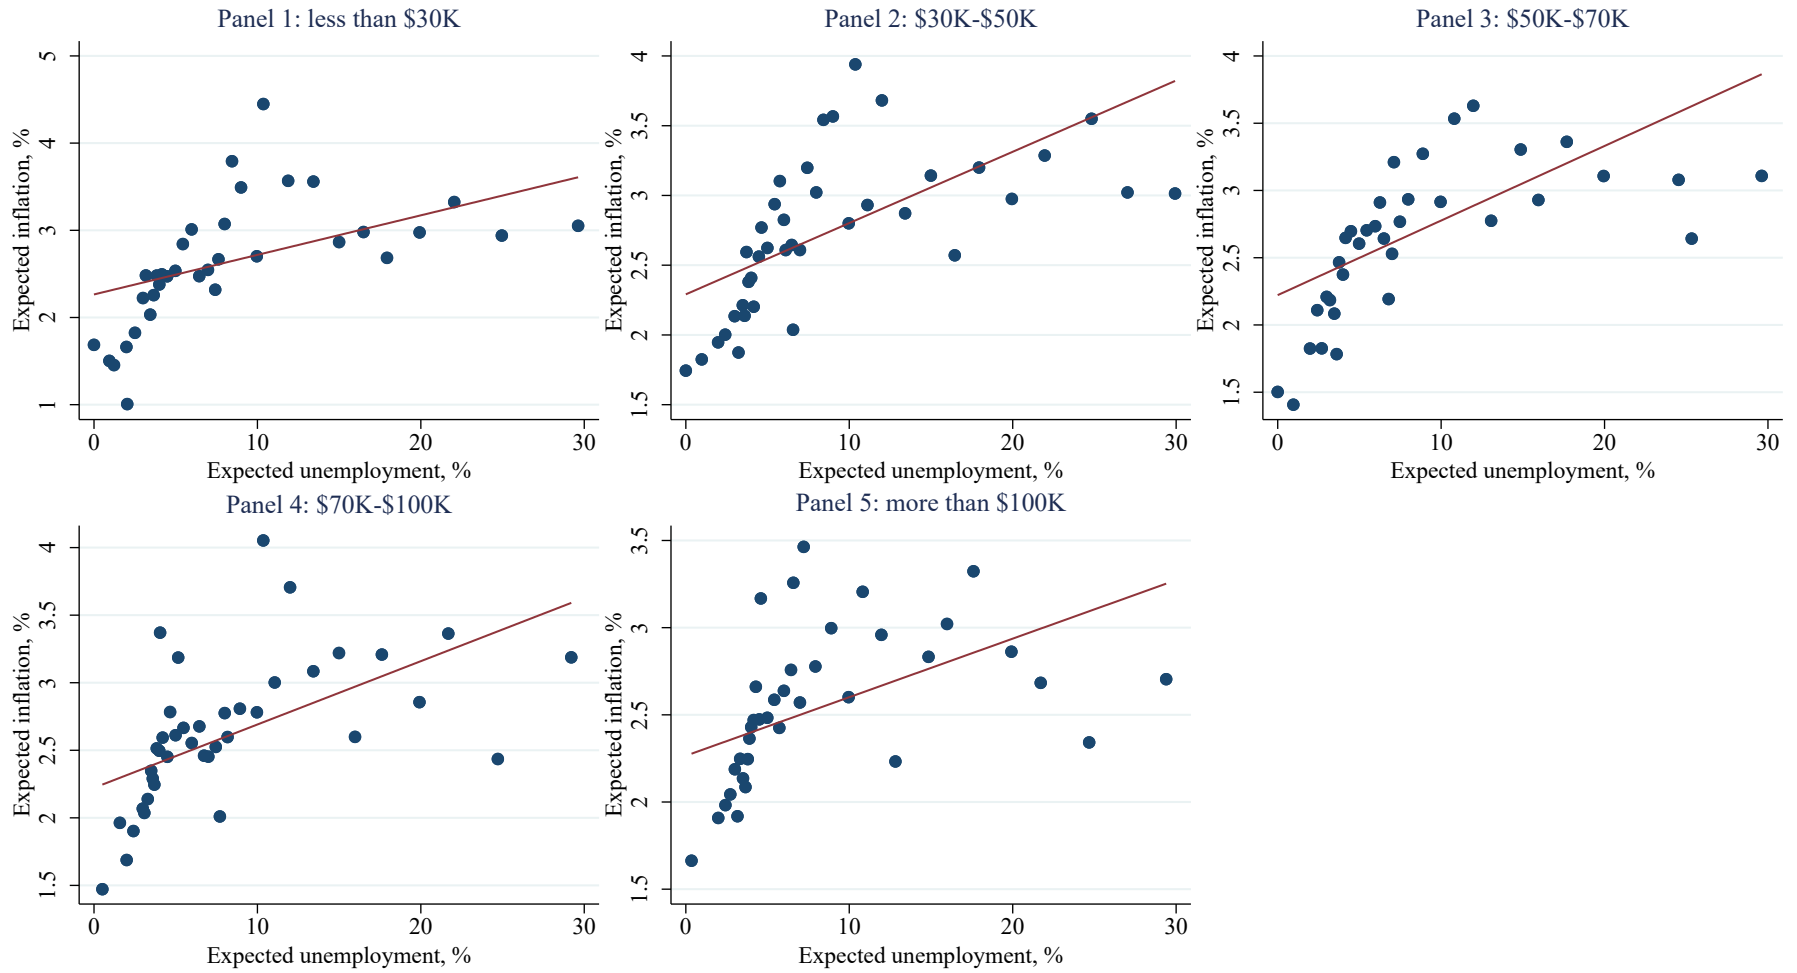 Panel 1: less than $30K
Expected inflation, %
5
4
3
2
1
0 10 20 30
Expected unemployment, %
Panel 2: $30K-$50K
Expected inflation, %
4
3.5
3
2.5
2
1.5
0 10 20 30
Expected unemployment, %
Panel 3: $50K-$70K
Expected inflation, %
4
3.5
3
2.5
2
1.5
0 10 20 30
Expected unemployment, %
Panel 4: $70K-$100K
Expected inflation, %
4
3.5
3
2.5
2
1.5
0 10 20 30
Expected unemployment, %
Panel 5: more than $100K
Expected inflation, %
3.5
3
2.5
2
1.5
0 10 20 30
Expected unemployment, %